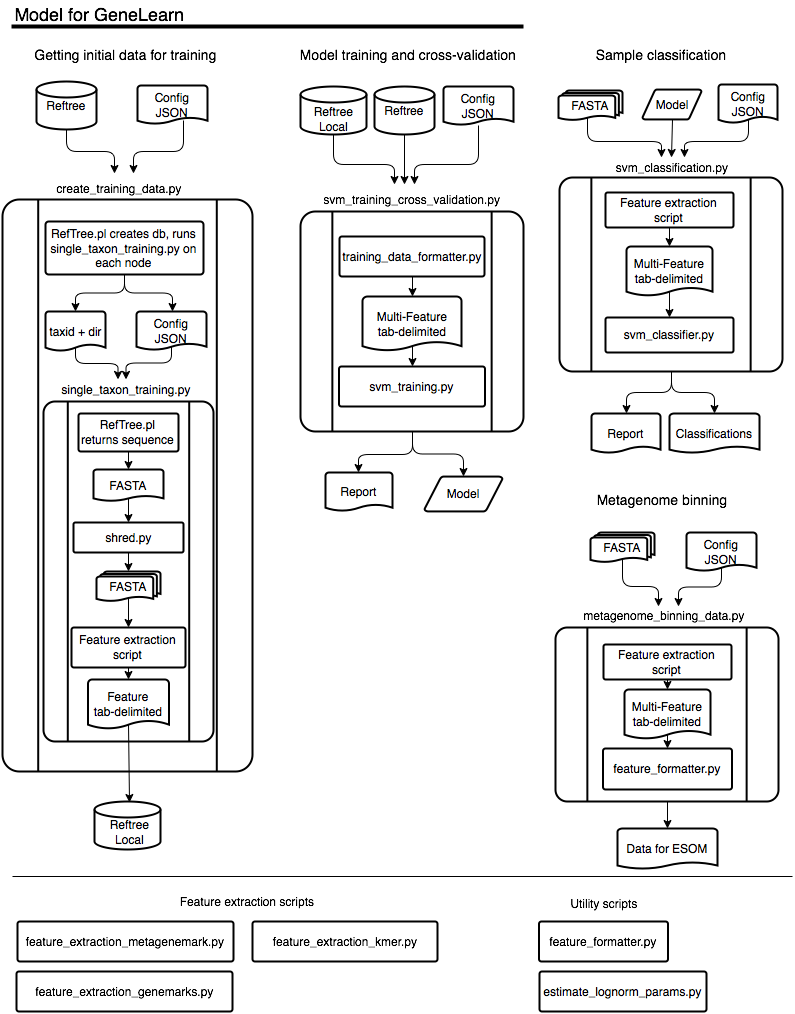 Model for GeneLearn
Getting initial data for training
Reftree
Config
JSON
create_training_data.py
RefTree.pl creates db, runs
single_taxon_training.py on
each node
taxid + dir
Config
JSON
single_taxon_training.py
RefTree.pl
returns sequence
FASTA
shred.py
FASTA
Feature extraction
script
Feature
tab-delimited
Reftree
Local
Model training and cross-validation
Reftree
Local
Reftree
Config
JSON
svm_training_cross_validation.py
training_data_formatter.py
Multi-Feature
tab-delimited
svm_training.py
Report
Model
Sample classification
FASTA
Model
Config
JSON
svm_classification.py
Feature extraction
script
Multi-Feature
tab-delimited
svm_classifier.py
Report
Classifications
Metagenome binning
FASTA
Config
JSON
metagenome_binning_data.py
Feature extraction
script
Multi-Feature
tab-delimited
feature_formatter.py
Data for ESOM
Feature extraction scripts
feature_extraction_metagenemark.py
feature_extraction_kmer.py
feature_extraction_genemarks.py
Utility scripts
feature_formatter.py
estimate_lognorm_params.py